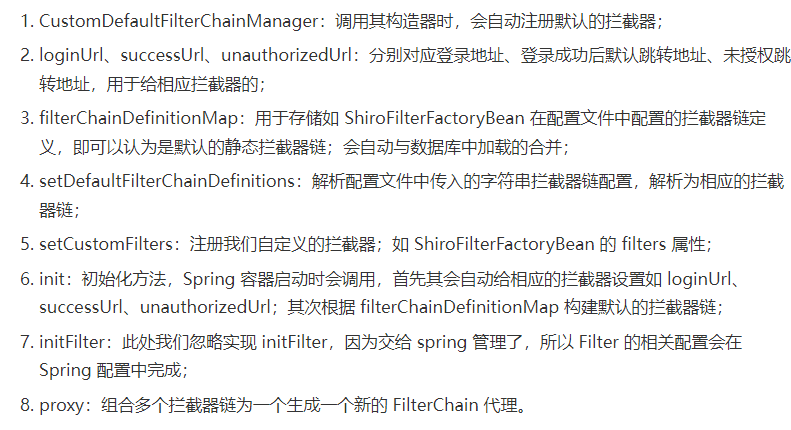 1. CustomDefaultFilterChainManager：调用其构造器时，会自动注册默认的拦截器；
2. loginUrl、successUrl、unauthorizedUrl：分别对应登录地址、登录成功后默认跳转地址、未授权跳
转地址，用于给相应拦截器的；
3. filterChainDefinitionMap：用于存储如 ShiroFilterFactoryBean 在配置文件中配置的拦截器链定
义，即可以认为是默认的静态拦截器链；会自动与数据库中加载的合并；
4. setDefaultFilterChainDefinitions：解析配置文件中传入的字符串拦截器链配置，解析为相应的拦截
器链；
5. setCustomFilters：注册我们自定义的拦截器；如 ShiroFilterFactoryBean 的 filters 属性；
6. init：初始化方法，Spring 容器启动时会调用，首先其会自动给相应的拦截器设置如 loginUrl、
successUrl、unauthorizedUrl；其次根据 filterChainDefinitionMap 构建默认的拦截器链；
7. initFilter：此处我们忽略实现 initFilter，因为交给 spring 管理了，所以 Filter 的相关配置会在
Spring 配置中完成；
8. proxy：组合多个拦截器链为一个生成一个新的 FilterChain 代理。